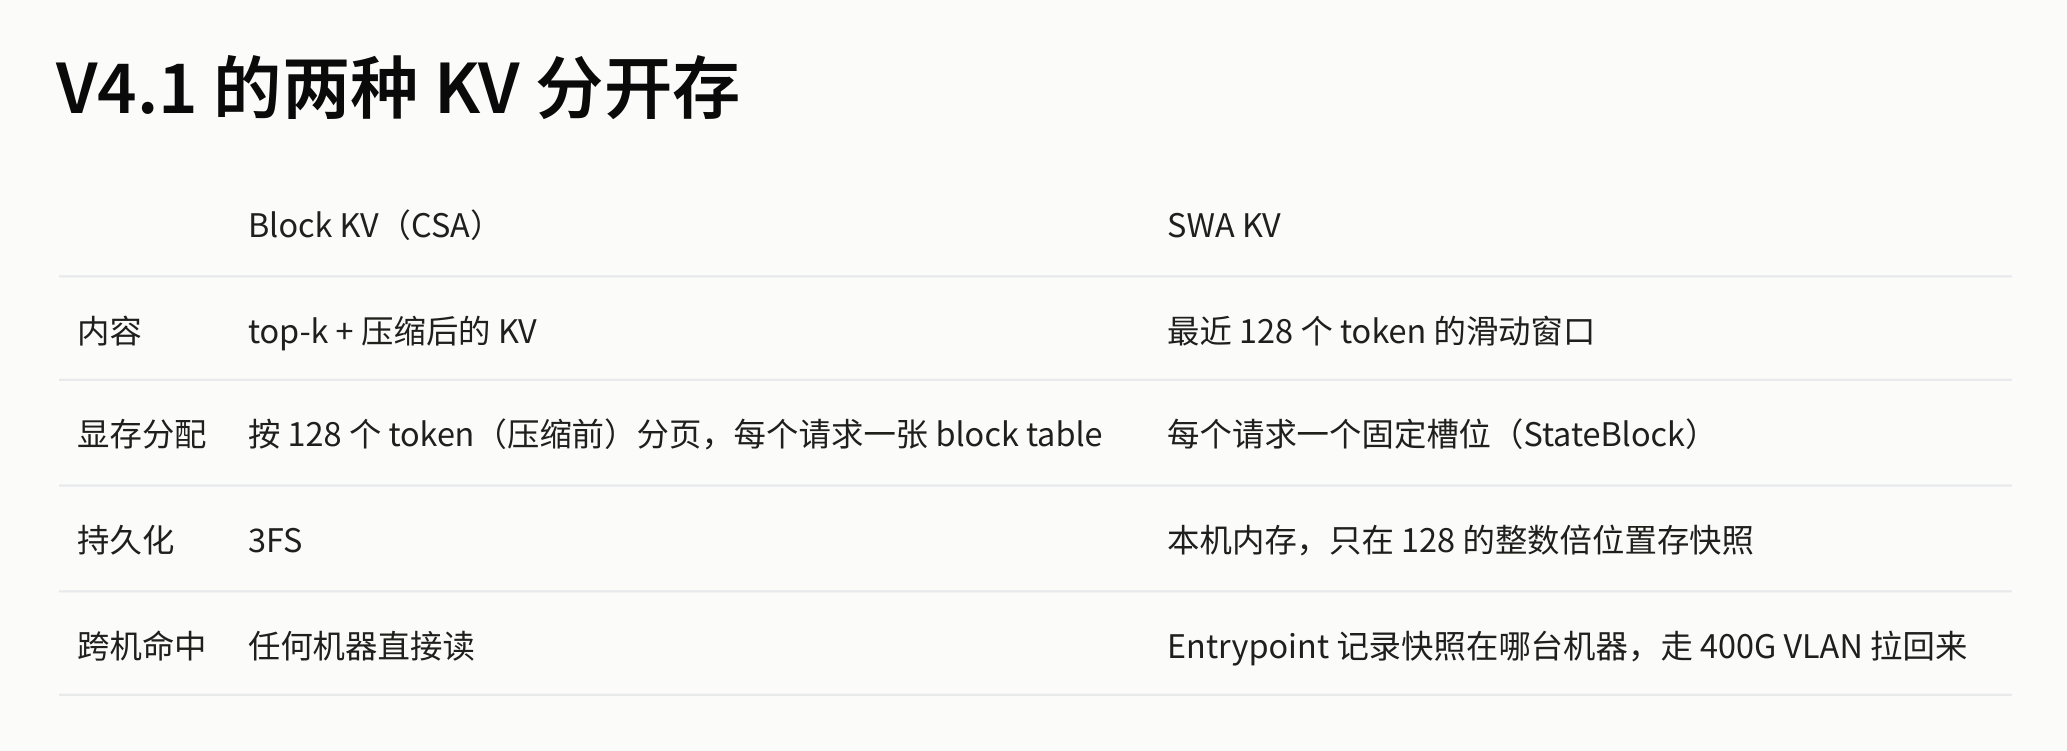 V4.1 的两种 KV 分开存
Block KV（CSA） SWA KV
内容 top-k + 压缩后的 KV 最近 128 个 token 的滑动窗口
显存分配 按 128 个 token（压缩前）分页，每个请求一张 block table 每个请求一个固定槽位（StateBlock）
持久化 3FS 本机内存，只在 128 的整数倍位置存快照
跨机命中 任何机器直接读 Entrypoint 记录快照在哪台机器，走 400G VLAN 拉回来